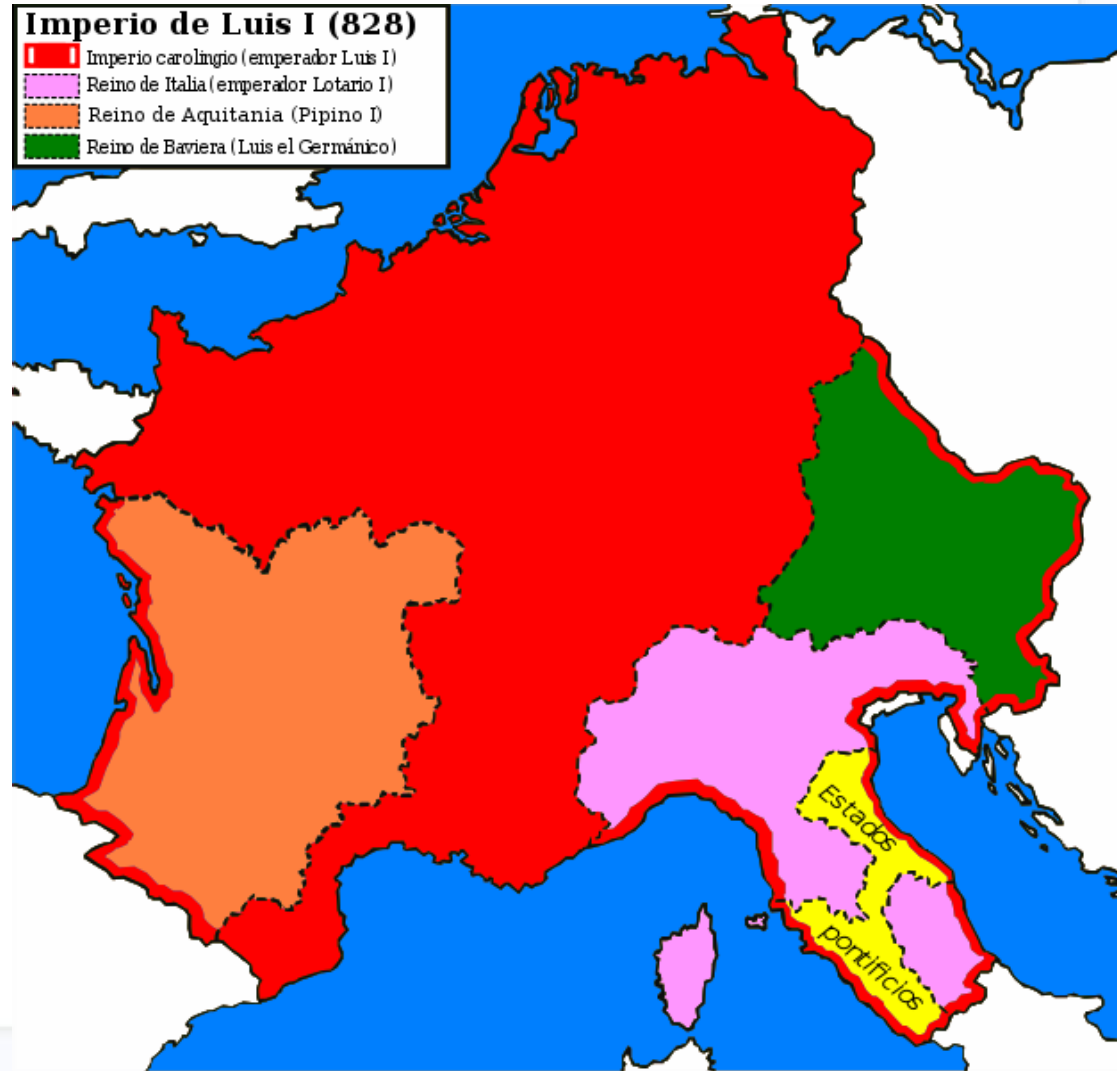 Imperio de Luis I (828)
Imperio carolingio (emperador Luis I)
Reino de Italia (emperador Lotario I)
Reino de Aquitania (Pipino I)
Reino de Baviera (Luis el Germánico)
Estados
pontificios